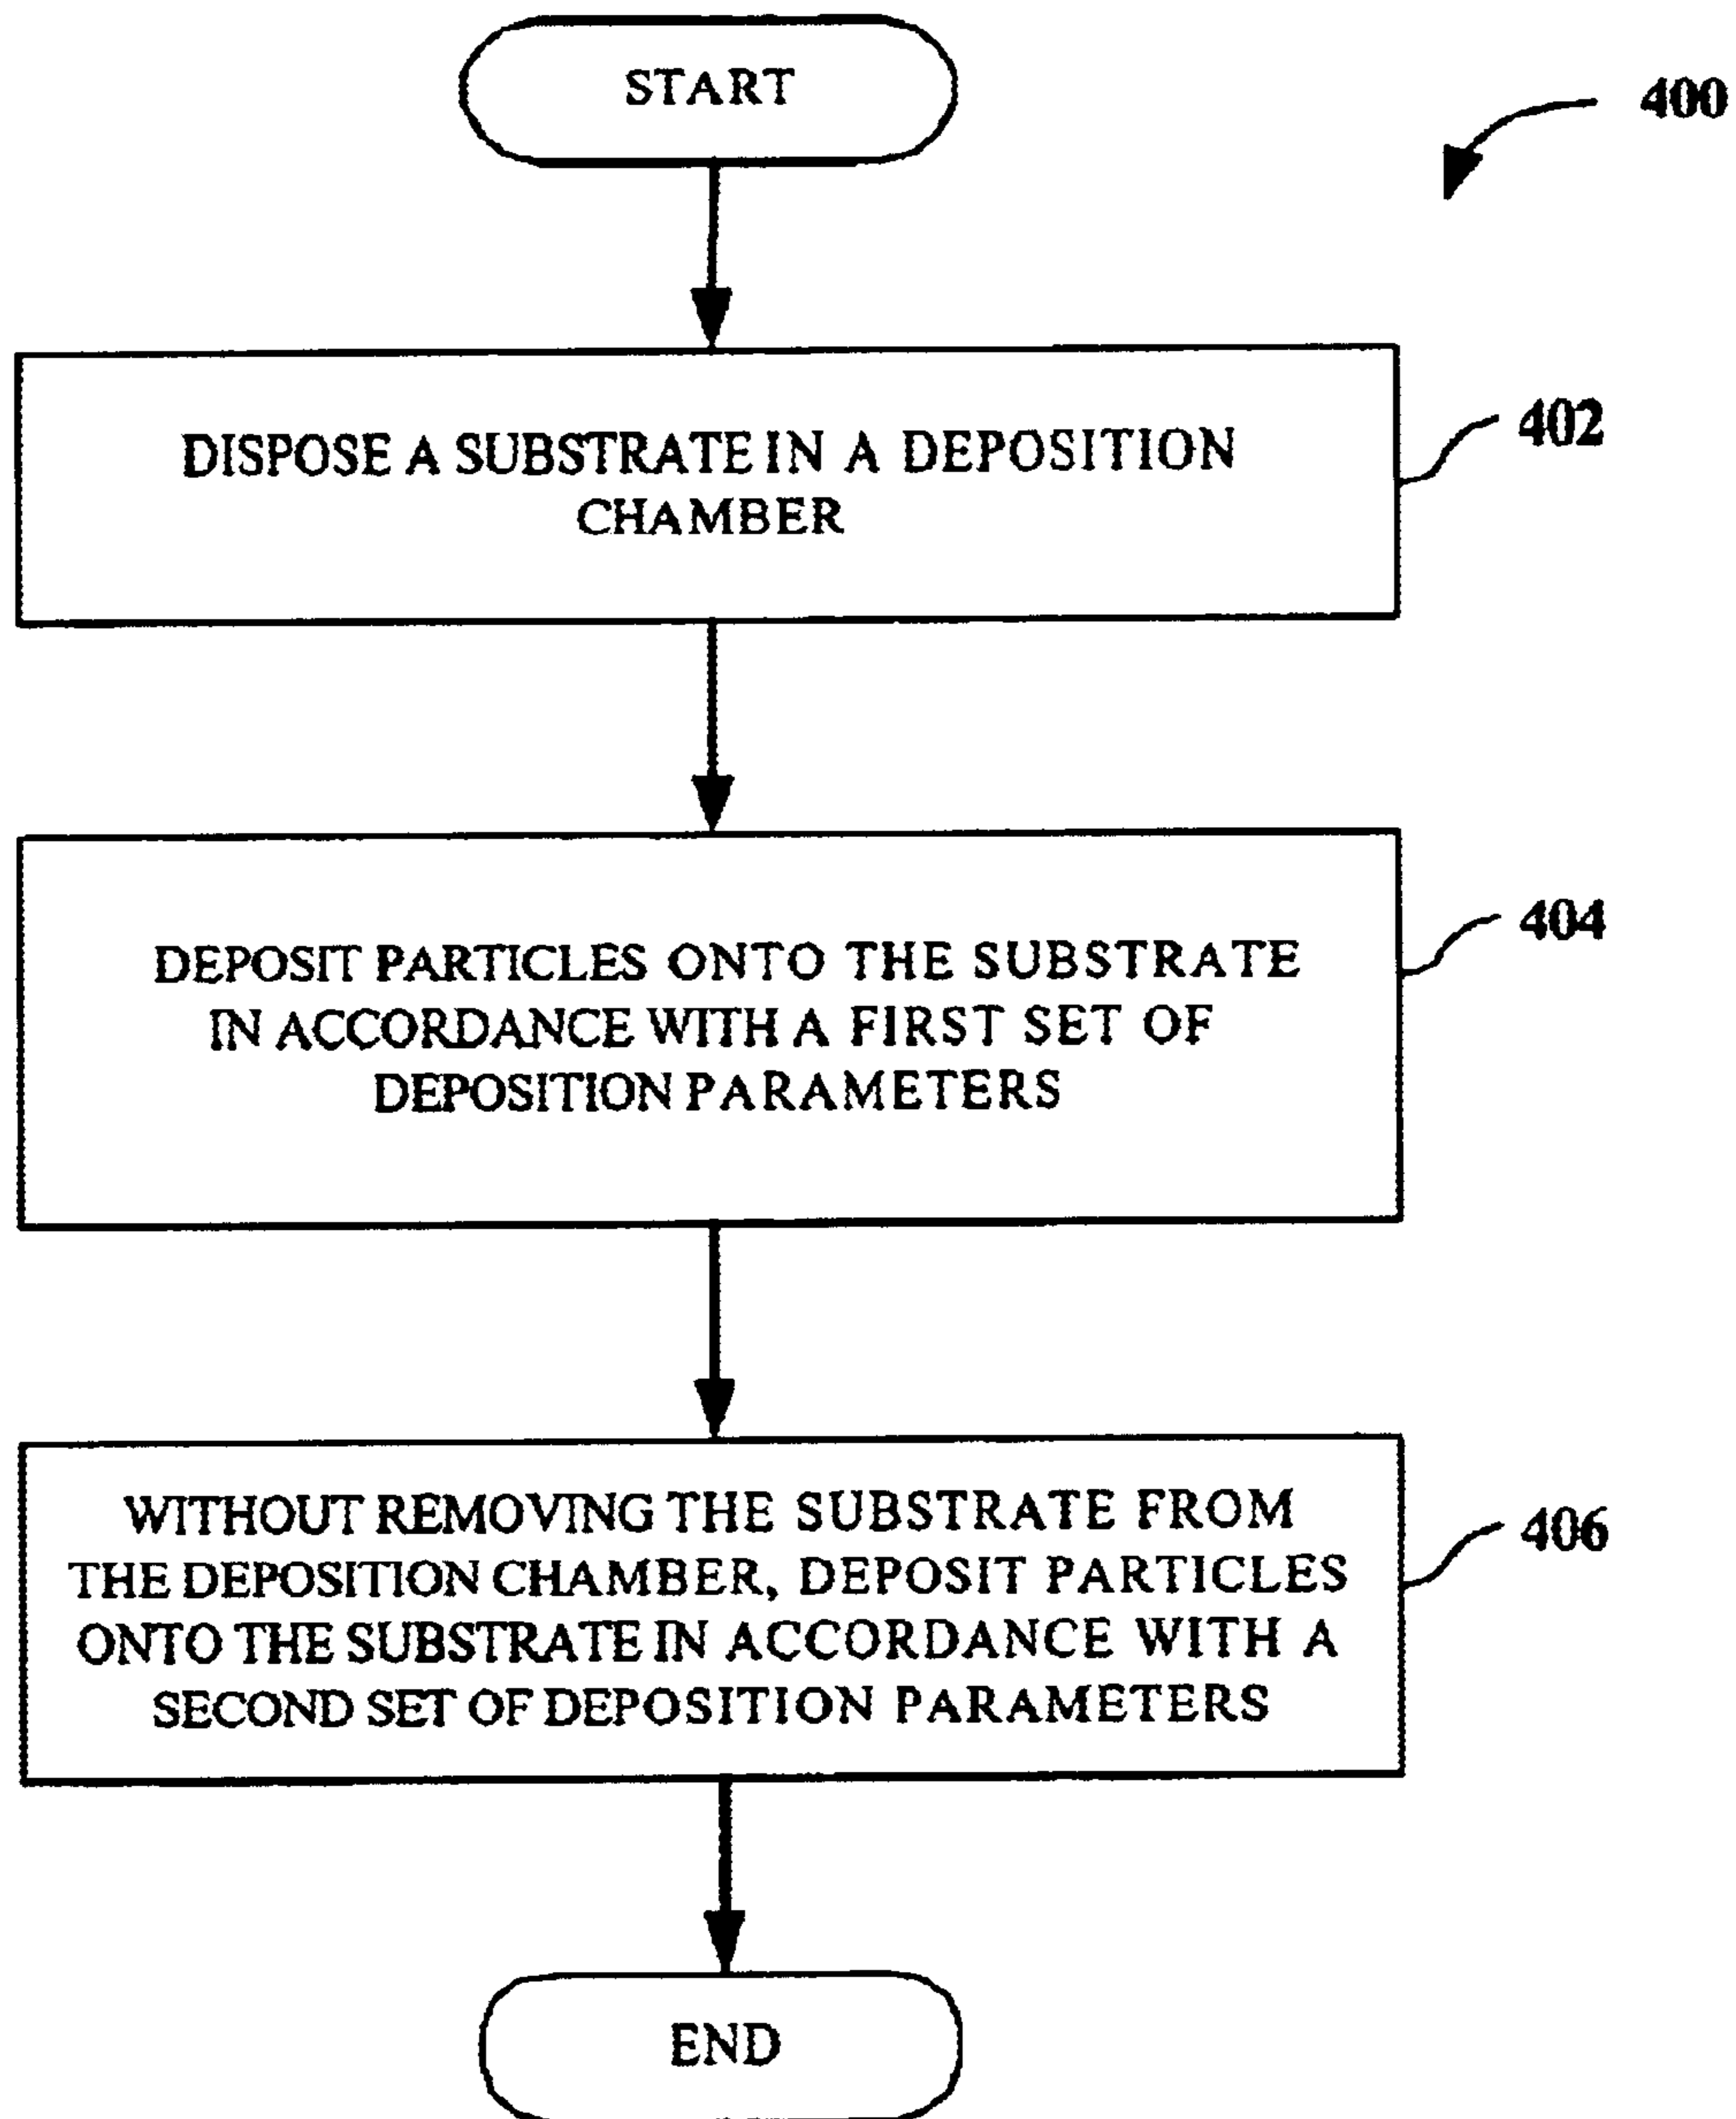 START
400
DISPOSE A SUBSTRATE IN A DEPOSITION
CHAMBER
402
DEPOSIT PARTICLES ONTO THE SUBSTRATE
IN ACCORDANCE WITH A FIRST SET OF
DEPOSITION PARAMETERS
404
WITHOUT REMOVING THE SUBSTRATE FROM
THE DEPOSITION CHAMBER, DEPOSIT PARTICLES
ONTO THE SUBSTRATE IN ACCORDANCE WITH A
SECOND SET OF DEPOSITION PARAMETERS
406
END